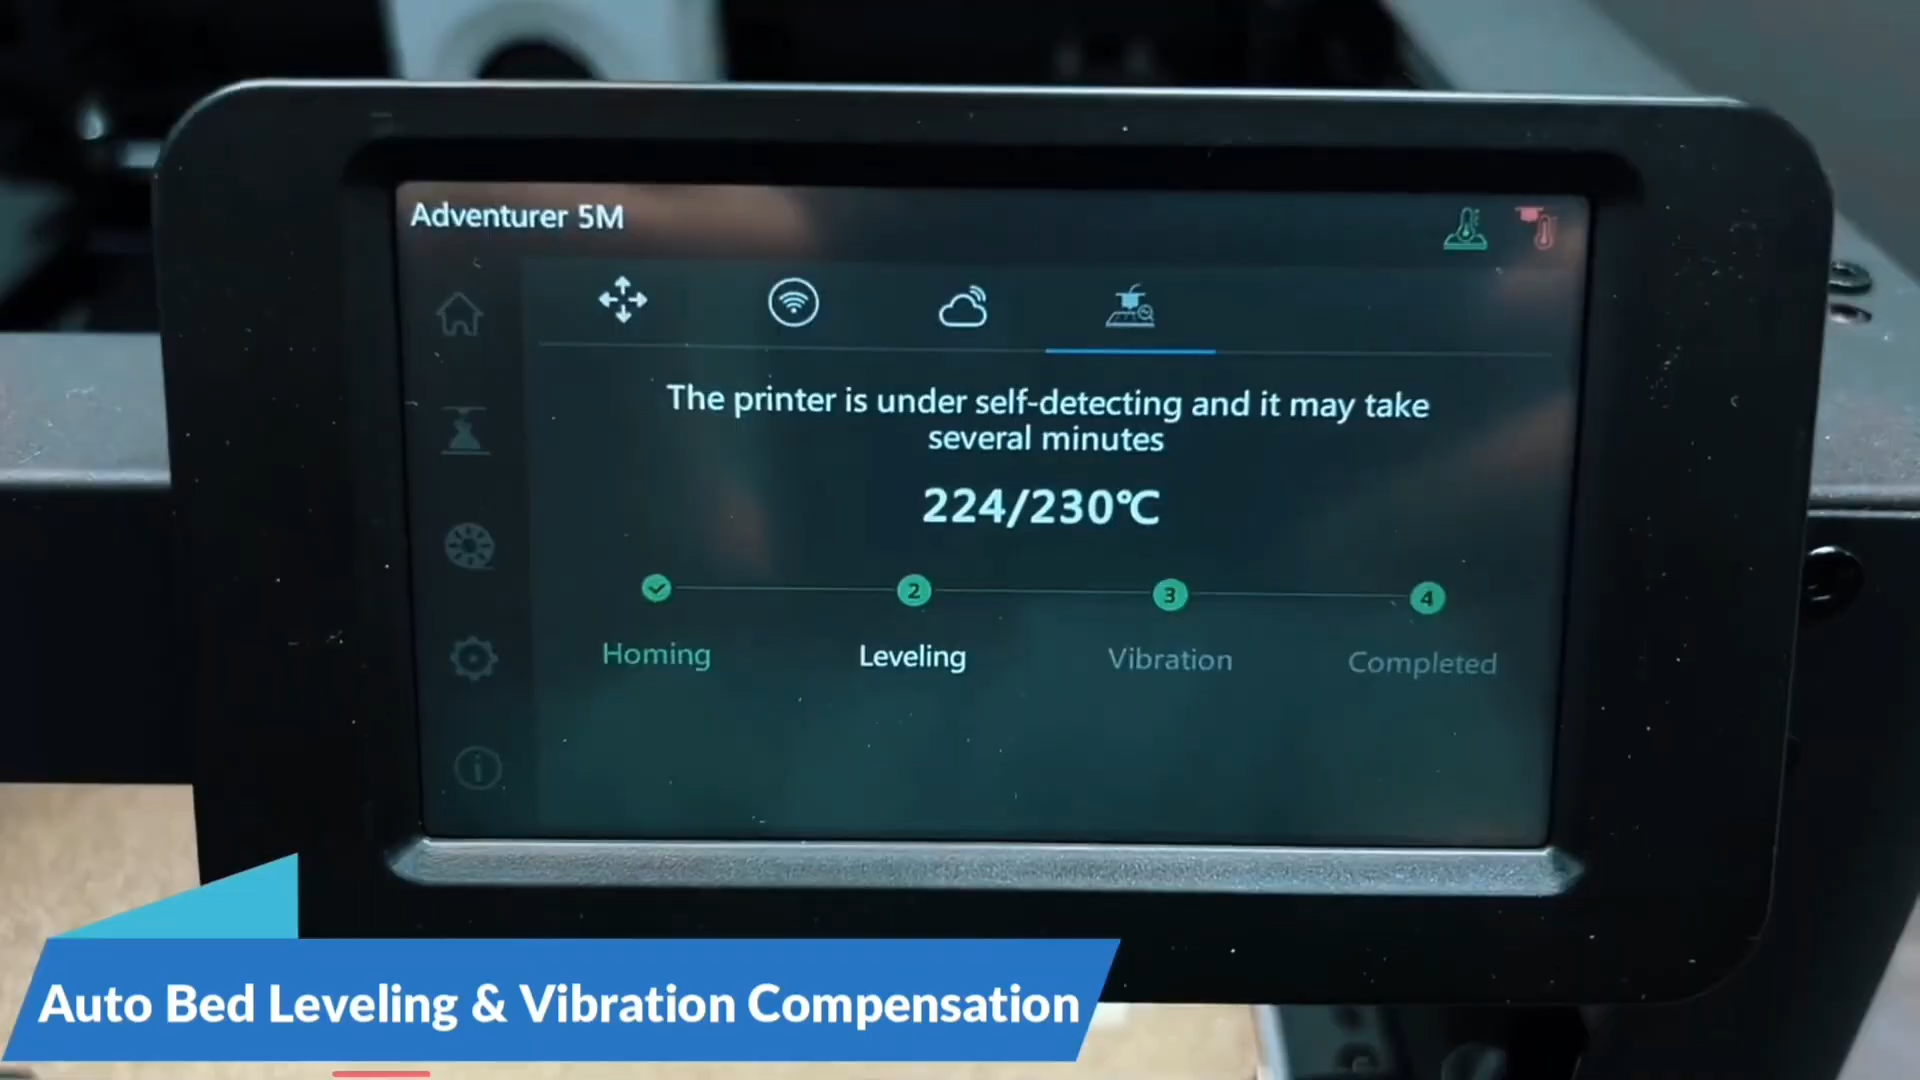 Adventurer 5M
The printer is under self-detecting and it may take
several minutes
224/230℃
2
3
4
Homing
Leveling
Vibration
Completed
Auto Bed Leveling & Vibration Compensation